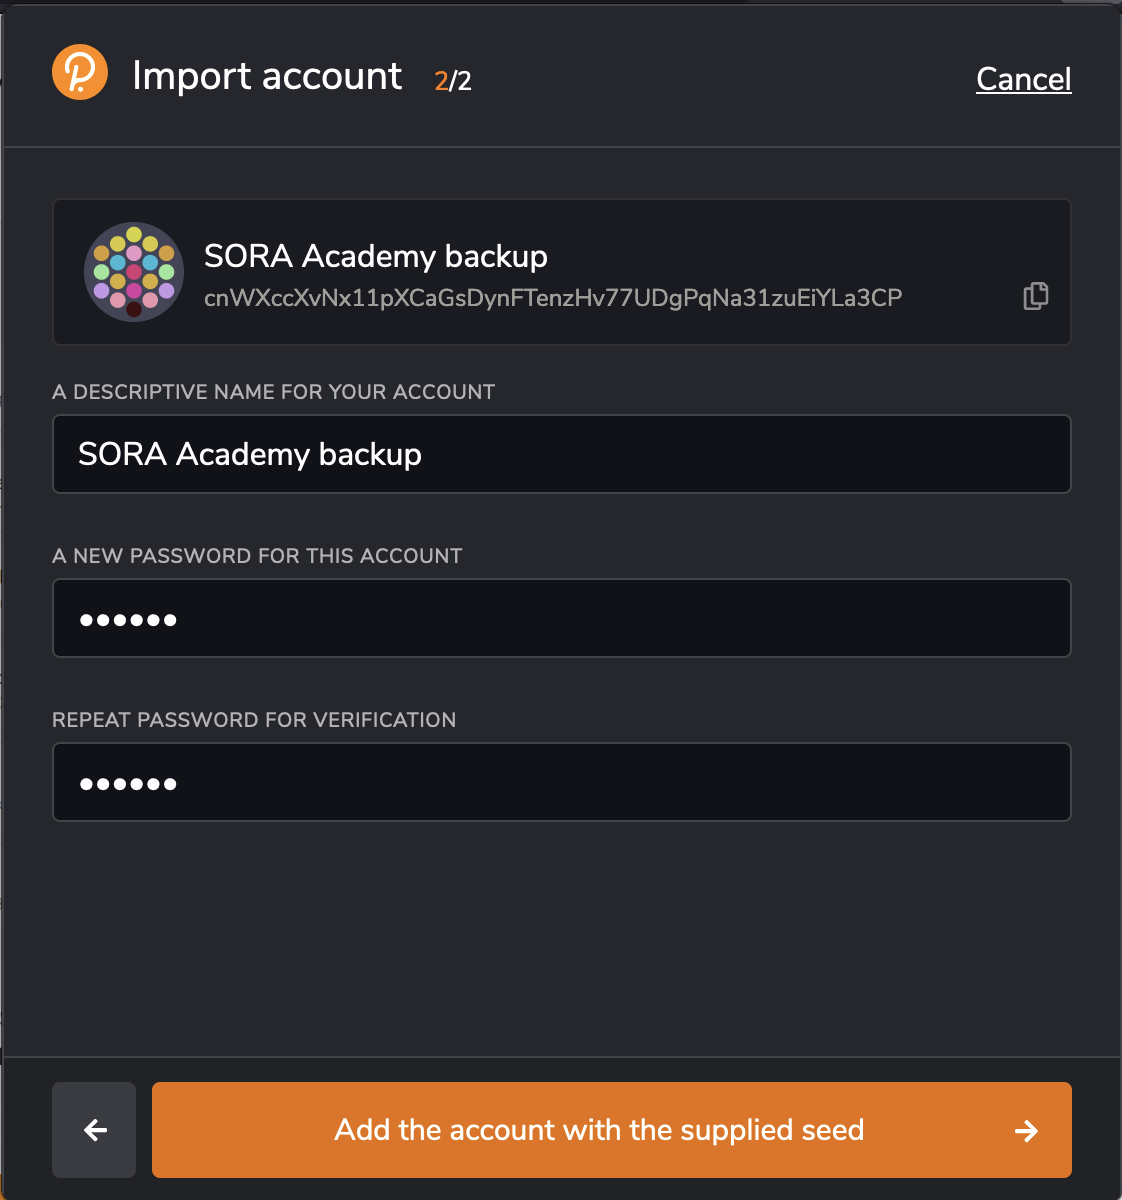 Import account 2/2 Cancel
SORA Academy backup
cnWXccXvNx11pXCaGsDynFTenzHv77UDgPqNa31zuEiYLa3CP
A DESCRIPTIVE NAME FOR YOUR ACCOUNT
SORA Academy backup
A NEW PASSWORD FOR THIS ACCOUNT
••••••
REPEAT PASSWORD FOR VERIFICATION
••••••
Add the account with the supplied seed